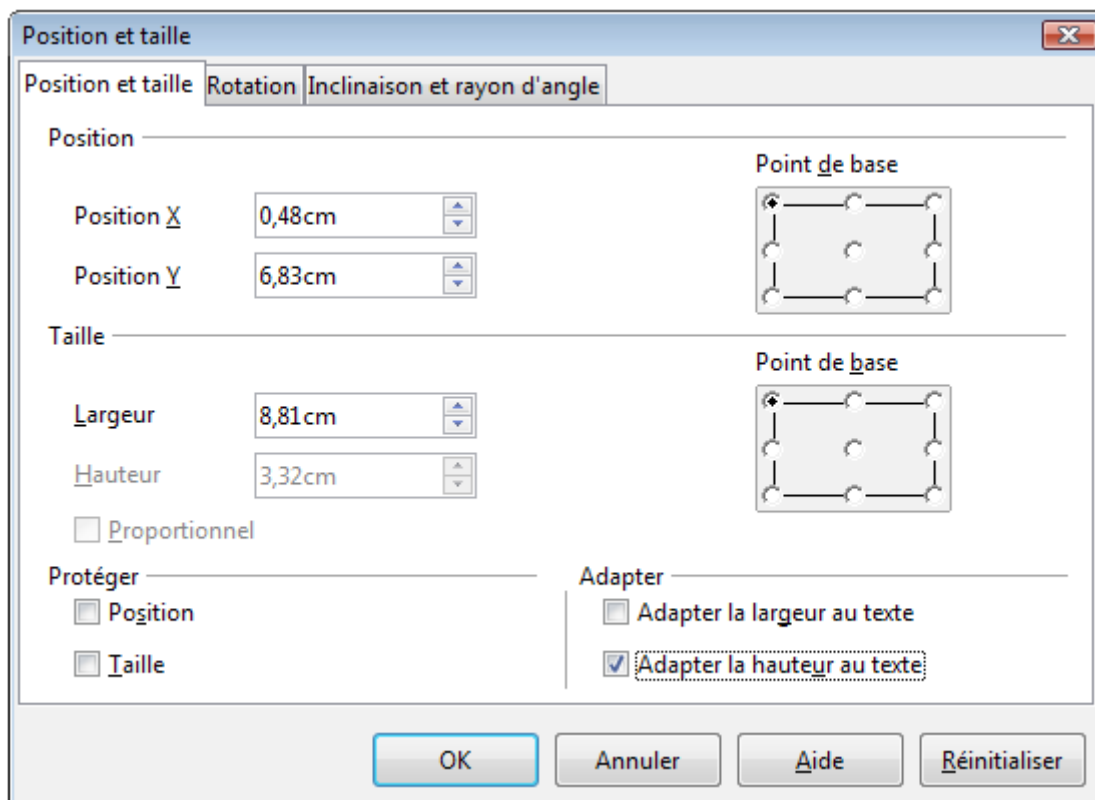 Position et taille
Position et taille Rotation Inclinaison et rayon d'angle
Position
Point de base
Position X 0,48cm
Position Y 6,83cm
Taille
Point de base
Largeur 8,81cm
Hauteur 3,32cm
Proportionnel
Protéger Adapter
Position Adapter la largeur au texte
Taille Adapter la hauteur au texte
OK Annuler Aide Réinitialiser